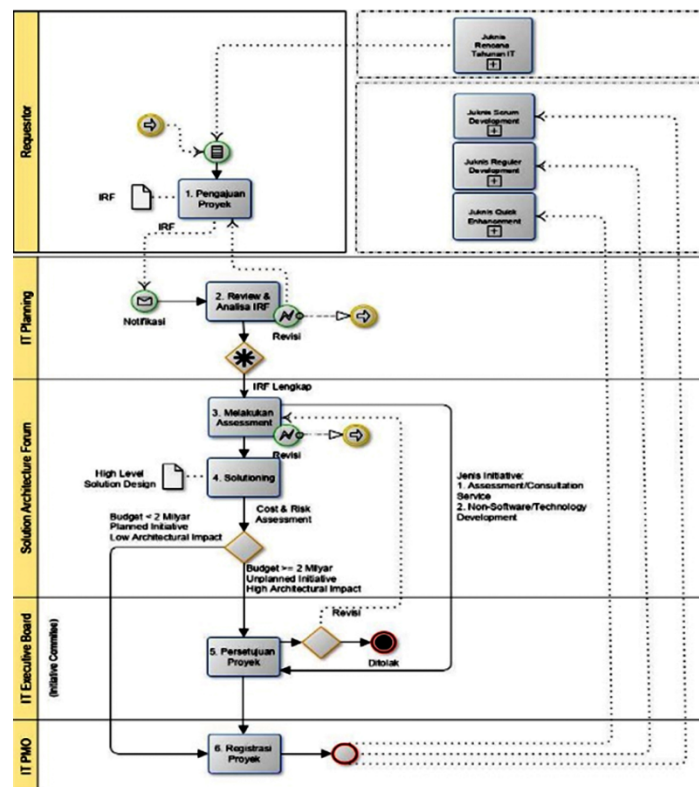 Requestor
Juknis
Rencana
Tahunan IT
Juknis Scrum
Development
Juknis Reguler
Development
Juknis Quick
Enhancement
IRF
1. Pengajuan
Proyek
IRF
IT Planning
Notifikasi
2. Review &
Analisa IRF
Revisi
IRF Lengkap
Solution Architecture Forum
3. Melakukan
Assessment
Revisi
High Level
Solution Design
4. Solutioning
Jenis Initiative:
1. Assessment/Consultation
Service
2. Non-Software/Technology
Development
Cost & Risk
Assessment
Budget < 2 Milyar
Planned Initiative
Low Architectural Impact
Budget >= 2 Milyar
Unplanned Initiative
High Architectural Impact
IT Executive Board
(Initiative Commitee)
Revisi
5. Persetujuan
Proyek
Ditolak
IT PMO
6. Registrasi
Proyek